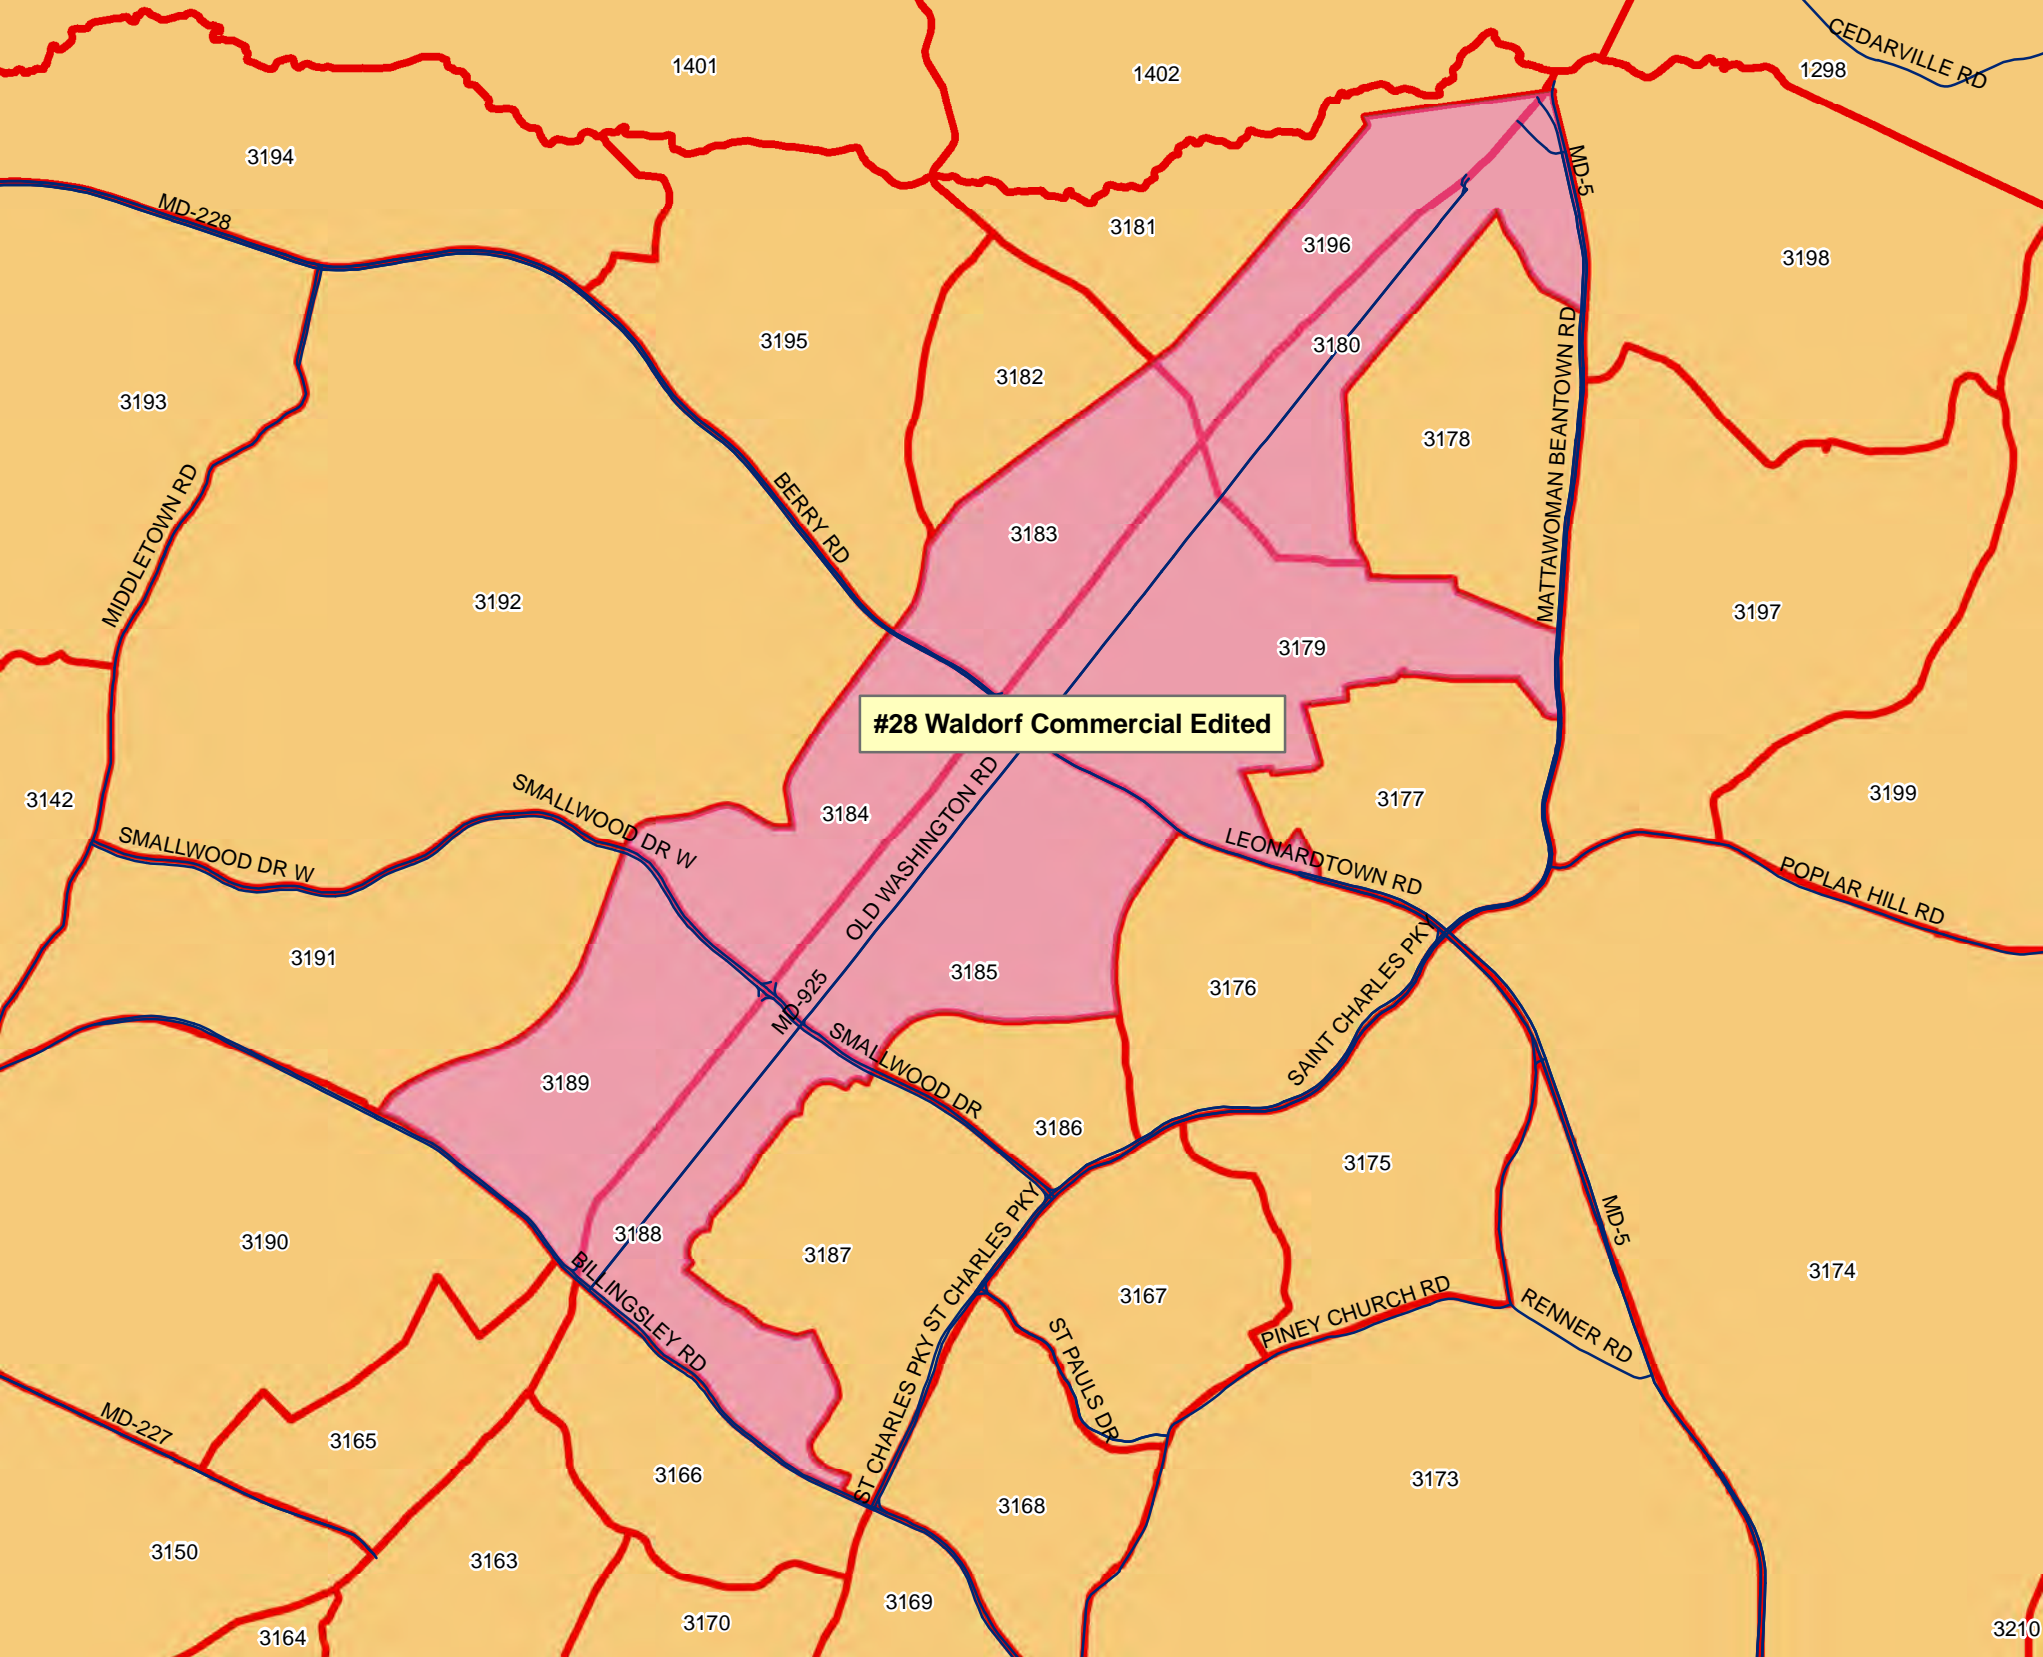 CEDARVILLE RD
1401
1402
1298
3194
MD-5
MD-228
3181
3196
3198
3195
3180
3182
3193
MATTAWOMAN BEANTOWN RD
3178
MIDDLETOWN RD
BERRY RD
3183
3192
3197
3179
#28 Waldorf Commercial Edited
3142
SMALLWOOD DR W
SMALLWOOD DR W
3184
OLD WASHINGTON RD
3177
3199
LEONARDTOWN RD
POPLAR HILL RD
3191
MD-925
3185
3176
SAINT CHARLES PKY
SMALLWOOD DR
3189
3186
3175
3190
3188
3187
ST CHARLES PKY
MD-5
3174
BILLINGSLEY RD
3167
PINEY CHURCH RD
RENNER RD
ST PAULS DR
ST CHARLES PKY
MD-227
3165
3166
3168
3173
3150
3163
3169
3164
3170
3210